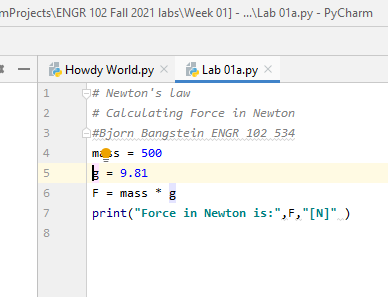 mProjects\ENGR 102 Fall 2021 labs\Week 01] - ...\Lab 01a.py - PyCharm
Howdy World.py Lab 01a.py
1 # Newton's law
2 # Calculating Force in Newton
3 #Bjorn Bangstein ENGR 102 534
4 mass = 500
5 g = 9.81
6 F = mass * g
7 print("Force in Newton is:",F,"[N]" )
8